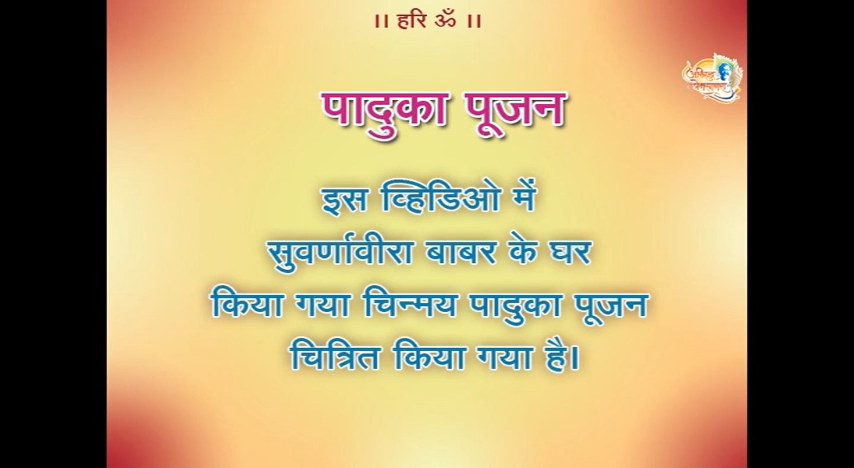 ।। हरि ॐ ।।
पादुका पूजन
इस व्हिडिओ में
सुवर्णावीरा बाबर के घर
किया गया चिन्मय पादुका पूजन
चित्रित किया गया है।